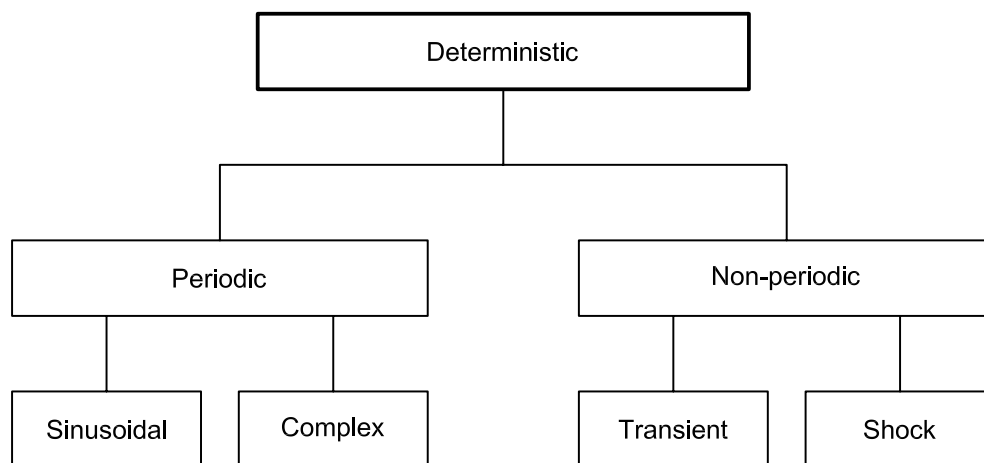 Deterministic
Periodic
Non-periodic
Sinusoidal
Complex
Transient
Shock